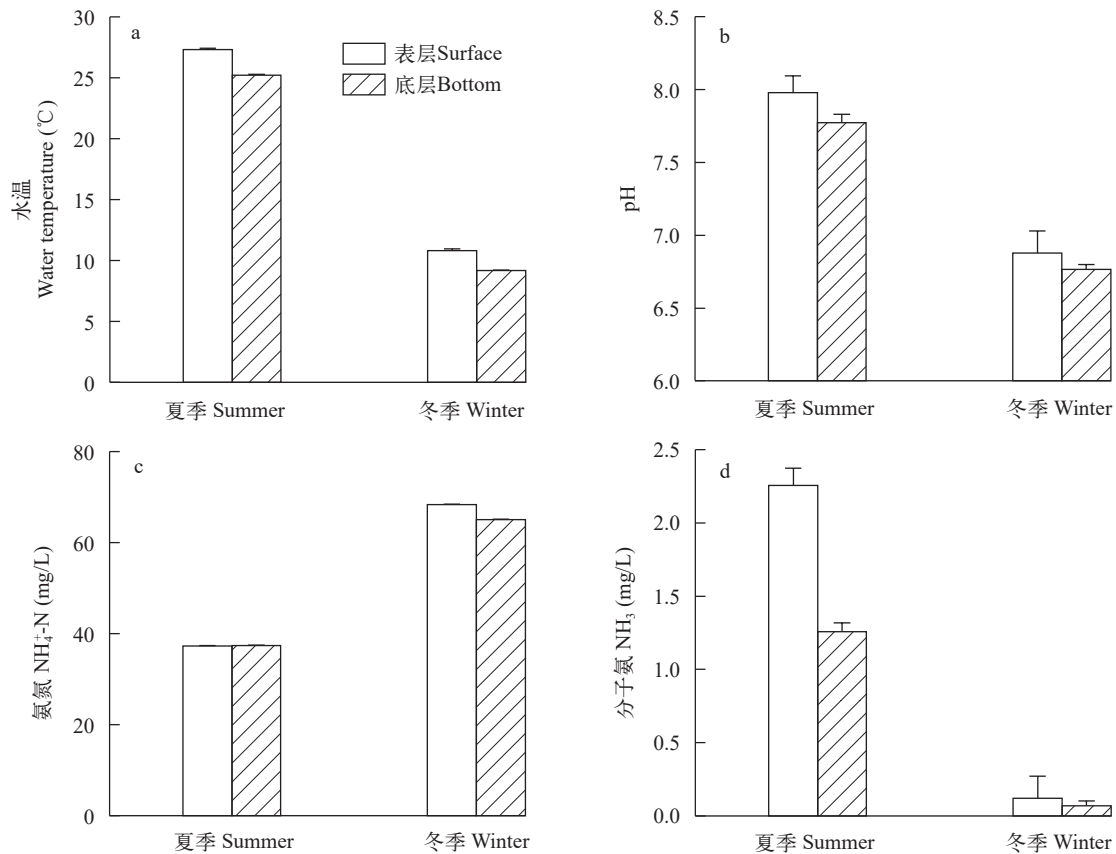 a
30
25
20
15
10
5
0
水温
Water temperature (℃)
表层Surface
底层Bottom
夏季 Summer
冬季 Winter
b
8.5
8.0
7.5
7.0
6.5
6.0
pH
夏季 Summer
冬季 Winter
c
80
60
40
20
0
氨氮 NH₄⁺-N (mg/L)
夏季 Summer
冬季 Winter
d
2.5
2.0
1.5
1.0
0.5
0.0
分子氨 NH₃ (mg/L)
夏季 Summer
冬季 Winter